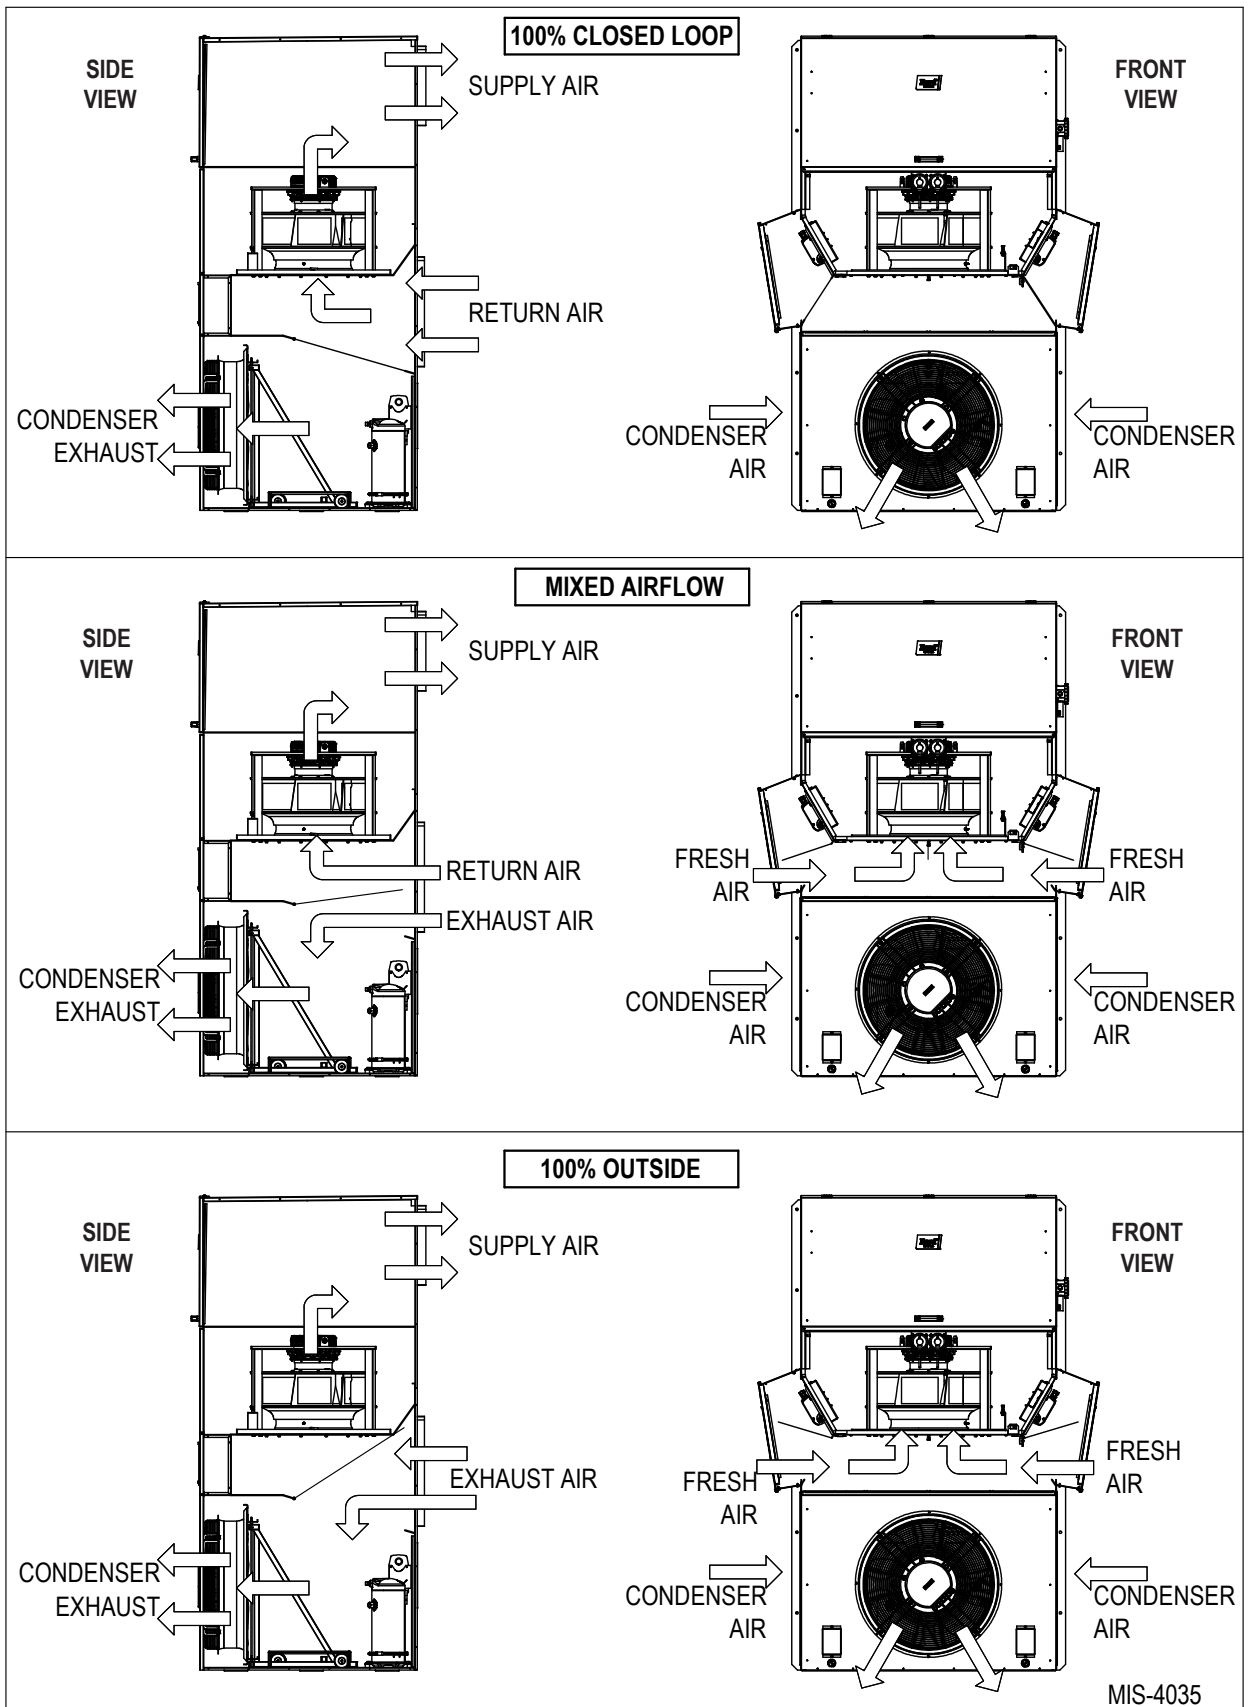 100% CLOSED LOOP
SIDE
VIEW
SUPPLY AIR
FRONT
VIEW
RETURN AIR
CONDENSER
EXHAUST
CONDENSER
AIR
CONDENSER
AIR
MIXED AIRFLOW
SIDE
VIEW
SUPPLY AIR
FRONT
VIEW
RETURN AIR
EXHAUST AIR
FRESH
AIR
FRESH
AIR
CONDENSER
EXHAUST
CONDENSER
AIR
CONDENSER
AIR
100% OUTSIDE
SIDE
VIEW
SUPPLY AIR
FRONT
VIEW
EXHAUST AIR
FRESH
AIR
FRESH
AIR
CONDENSER
EXHAUST
CONDENSER
AIR
CONDENSER
AIR
MIS-4035